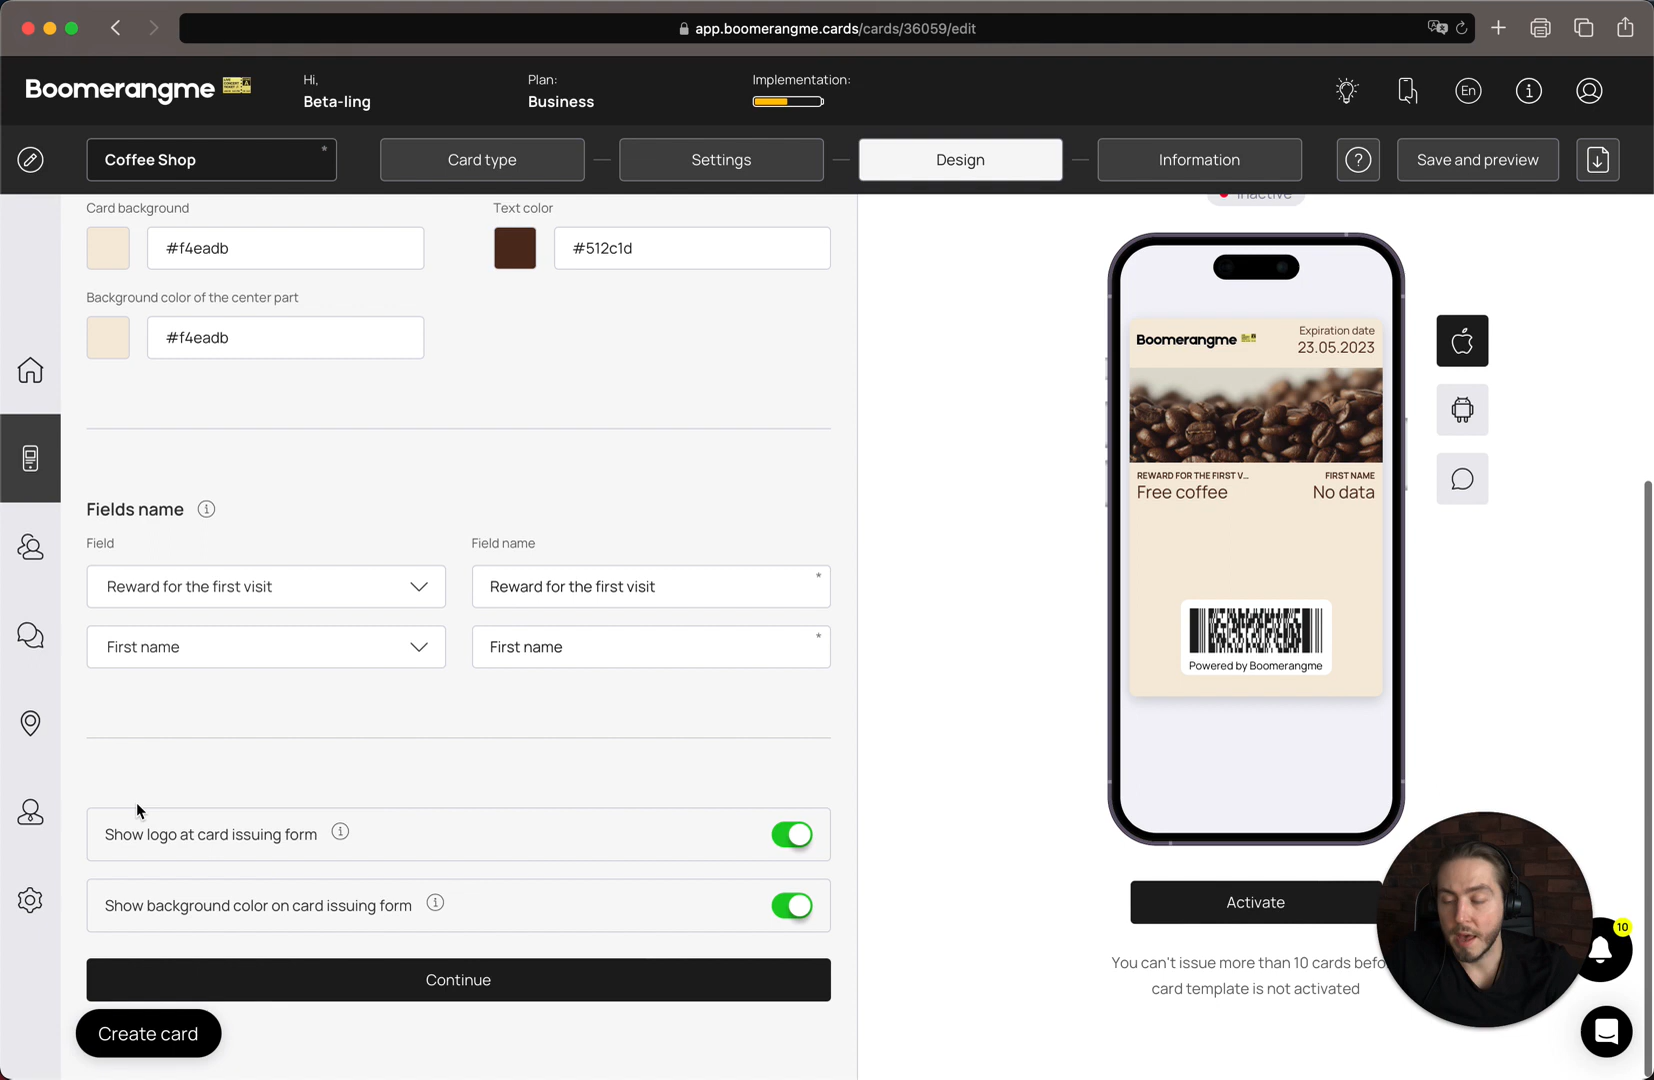 app.boomerangme.cards/cards/36059/edit
Boomerangme
Hi,
Beta-ling
Plan:
Business
Implementation:
En
Coffee Shop *
Card type
Settings
Design
Information
?
Save and preview
Card background
Text color
#f4eadb
#512c1d
Background color of the center part
#f4eadb
Fields name
Field
Field name
Reward for the first visit
Reward for the first visit *
First name
First name *
Show logo at card issuing form
Show background color on card issuing form
Continue
Create card
Inactive
Boomerangme
Expiration date
23.05.2023
REWARD FOR THE FIRST V...
FIRST NAME
Free coffee
No data
Powered by Boomerangme
Activate
You can't issue more than 10 cards befo
card template is not activated
10